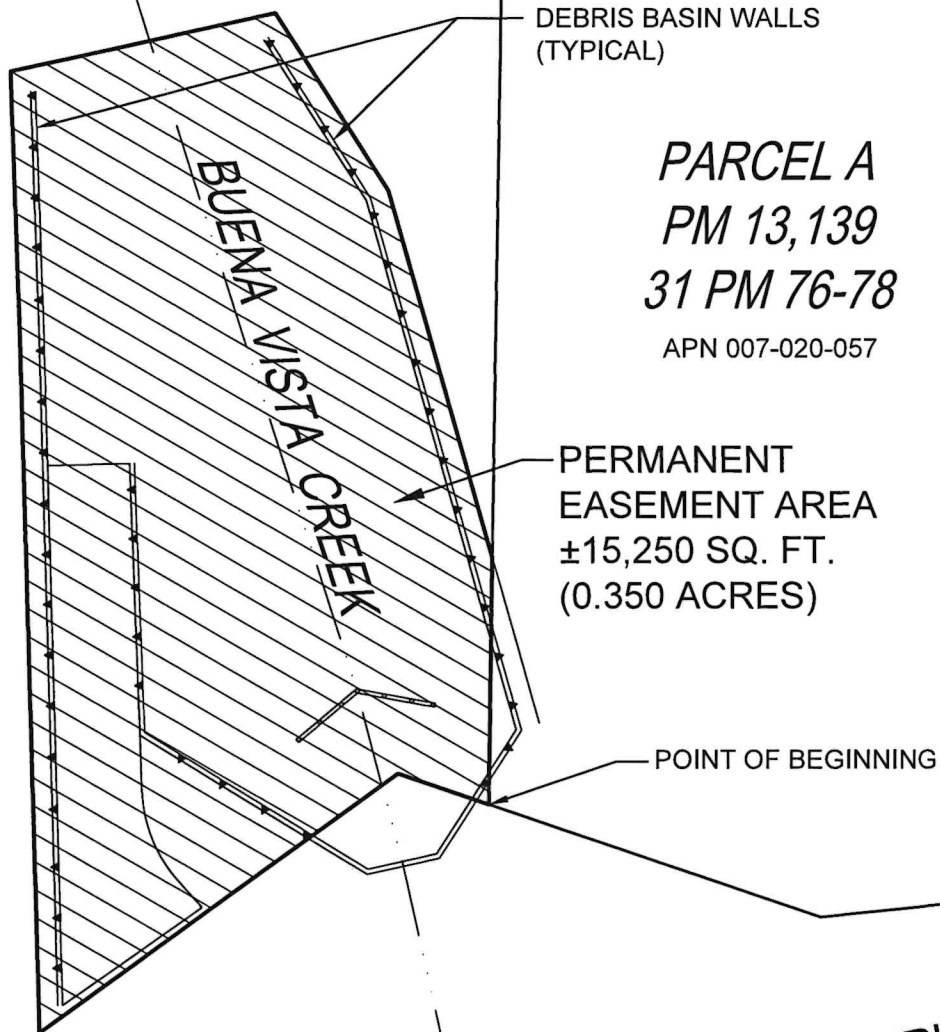 DEBRIS BASIN WALLS
(TYPICAL)
PARCEL A
PM 13,139
31 PM 76-78
APN 007-020-057
BUENA VISTA CREEK
PERMANENT
EASEMENT AREA
±15,250 SQ. FT.
(0.350 ACRES)
POINT OF BEGINNING